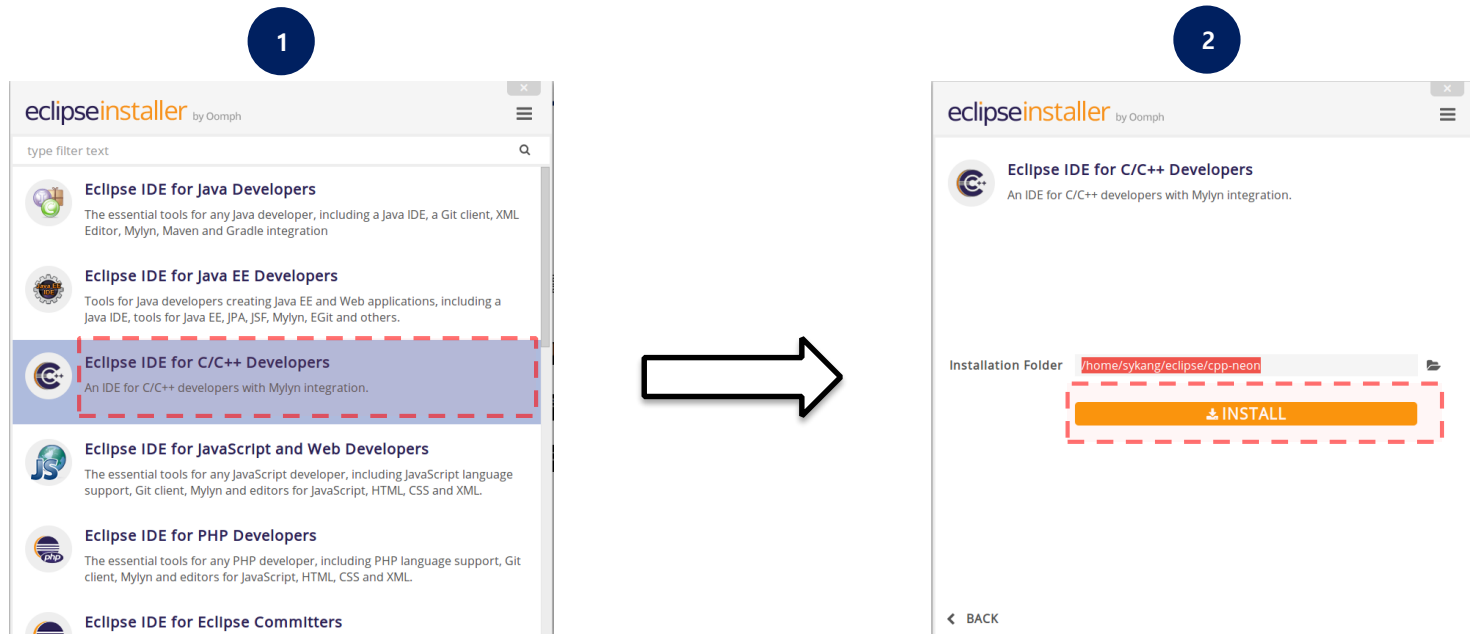 1
eclipseinstaller by Oomph
type filter text
Eclipse IDE for Java Developers
The essential tools for any Java developer, including a Java IDE, a Git client, XML
Editor, Mylyn, Maven and Gradle integration
Eclipse IDE for Java EE Developers
Tools for Java developers creating Java EE and Web applications, including a
Java IDE, tools for Java EE, JPA, JSF, Mylyn, EGit and others.
Eclipse IDE for C/C++ Developers
An IDE for C/C++ developers with Mylyn integration.
Eclipse IDE for JavaScript and Web Developers
The essential tools for any JavaScript developer, including JavaScript language
support, Git client, Mylyn and editors for JavaScript, HTML, CSS and XML.
Eclipse IDE for PHP Developers
The essential tools for any PHP developer, including PHP language support, Git
client, Mylyn and editors for JavaScript, HTML, CSS and XML.
Eclipse IDE for Eclipse Committers
Java EE
IDE
C++
JS
php
2
eclipseinstaller by Oomph
C++
Eclipse IDE for C/C++ Developers
An IDE for C/C++ developers with Mylyn integration.
Installation Folder /home/sykang/eclipse/cpp-neon
INSTALL
BACK